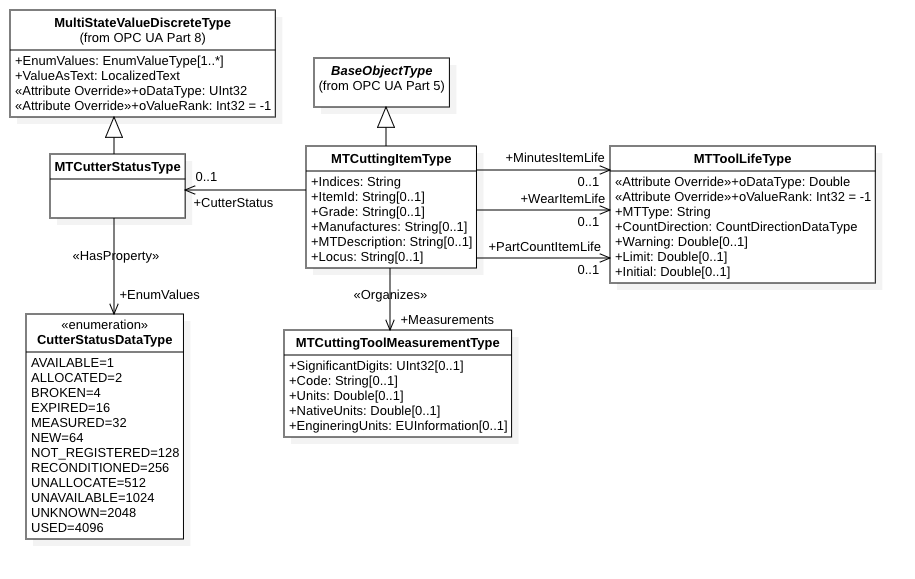 MultiStateValueDiscreteType
(from OPC UA Part 8)
+EnumValues: EnumValueType[1..*]
+ValueAsText: LocalizedText
«Attribute Override»+oDataType: UInt32
«Attribute Override»+oValueRank: Int32 = -1
BaseObjectType
(from OPC UA Part 5)
MTCutterStatusType
0..1
+CutterStatus
MTCuttingItemType
+Indices: String
+ItemId: String[0..1]
+Grade: String[0..1]
+Manufactures: String[0..1]
+MTDescription: String[0..1]
+Locus: String[0..1]
+MinutesItemLife
0..1
+WearItemLife
0..1
+PartCountItemLife
0..1
MTToolLifeType
«Attribute Override»+oDataType: Double
«Attribute Override»+oValueRank: Int32 = -1
+MTType: String
+CountDirection: CountDirectionDataType
+Warning: Double[0..1]
+Limit: Double[0..1]
+Initial: Double[0..1]
«HasProperty»
+EnumValues
«Organizes»
+Measurements
«enumeration»
CutterStatusDataType
AVAILABLE=1
ALLOCATED=2
BROKEN=4
EXPIRED=16
MEASURED=32
NEW=64
NOT_REGISTERED=128
RECONDITIONED=256
UNALLOCATE=512
UNAVAILABLE=1024
UNKNOWN=2048
USED=4096
MTCuttingToolMeasurementType
+SignificantDigits: UInt32[0..1]
+Code: String[0..1]
+Units: Double[0..1]
+NativeUnits: Double[0..1]
+EngineringUnits: EUInformation[0..1]